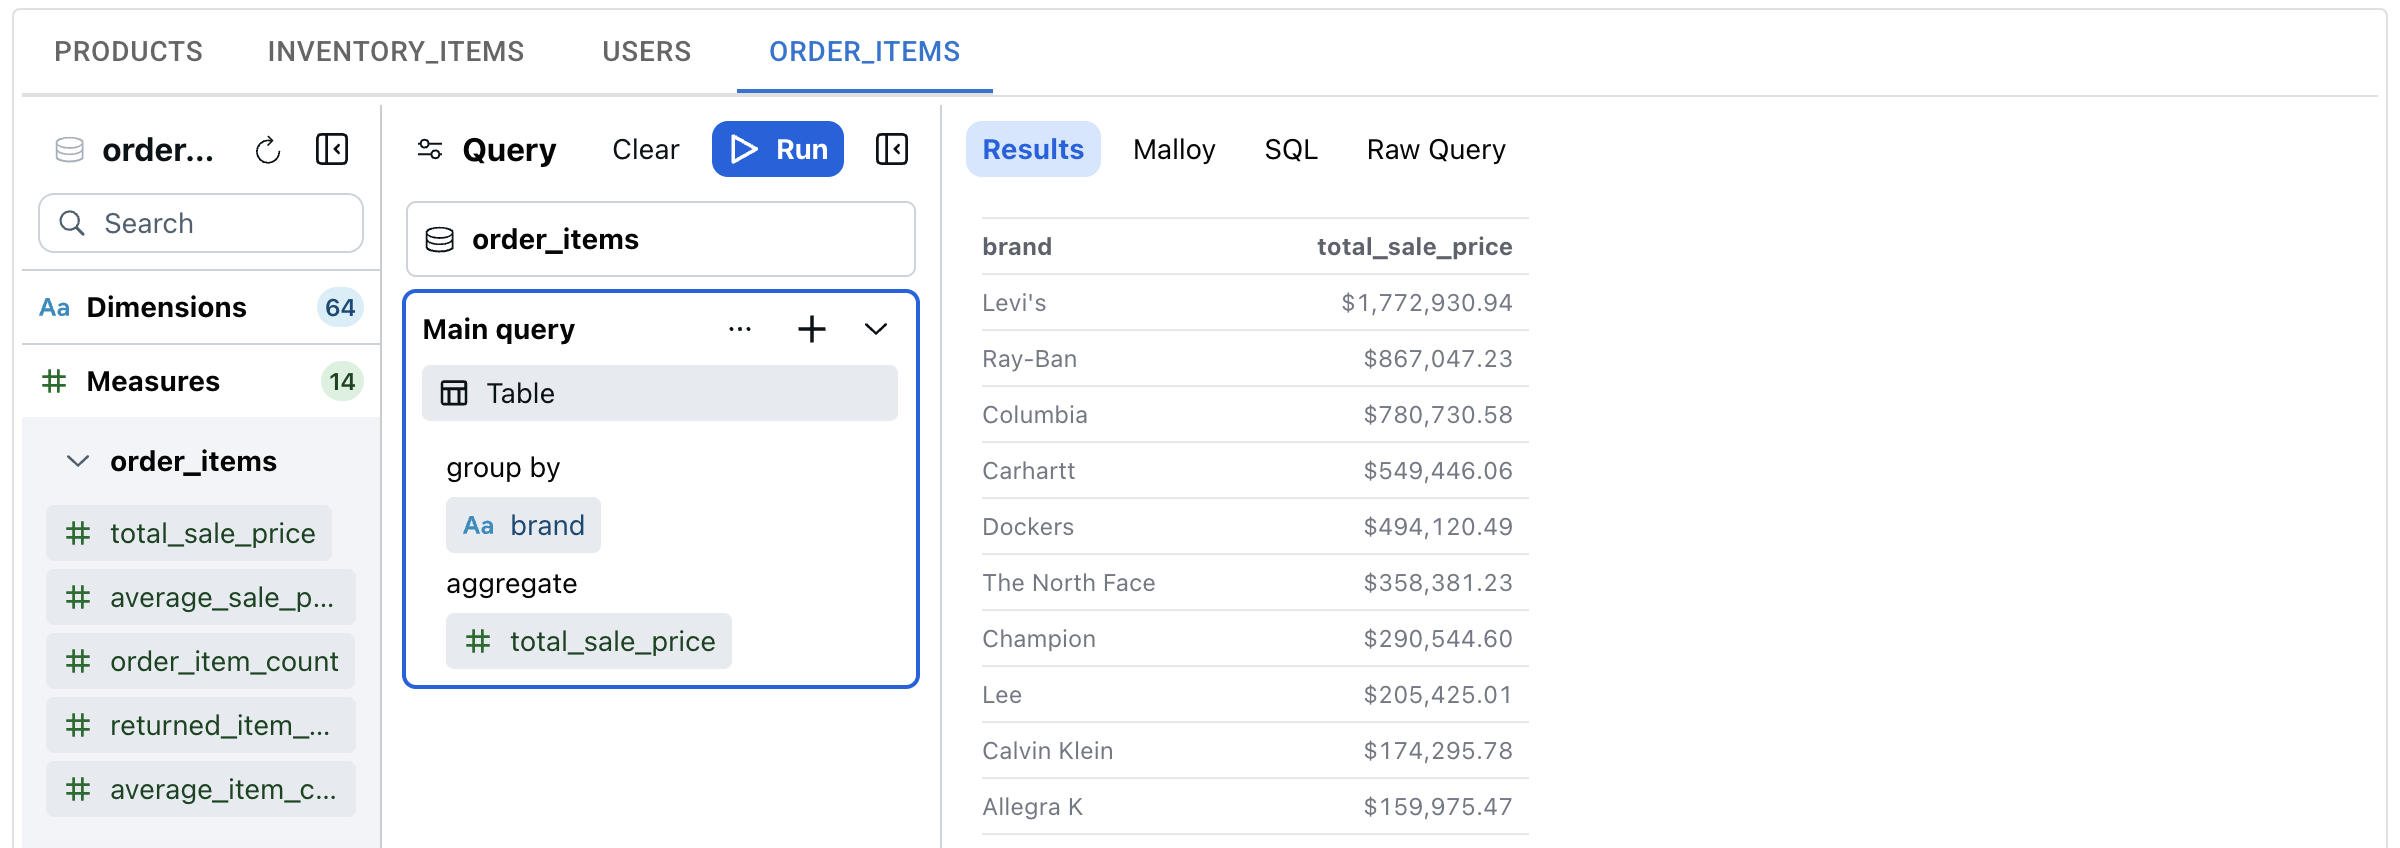 PRODUCTS INVENTORY_ITEMS USERS ORDER_ITEMS
order...
Search
Aa Dimensions 64
Measures 14
order_items
total_sale_price
average_sale_p...
order_item_count
returned_item_...
average_item_c...
Query Clear Run
order_items
Main query ...
Table
group by
Aa brand
aggregate
total_sale_price
Results Malloy SQL Raw Query
brand total_sale_price
Levi's $1,772,930.94
Ray-Ban $867,047.23
Columbia $780,730.58
Carhartt $549,446.06
Dockers $494,120.49
The North Face $358,381.23
Champion $290,544.60
Lee $205,425.01
Calvin Klein $174,295.78
Allegra K $159,975.47